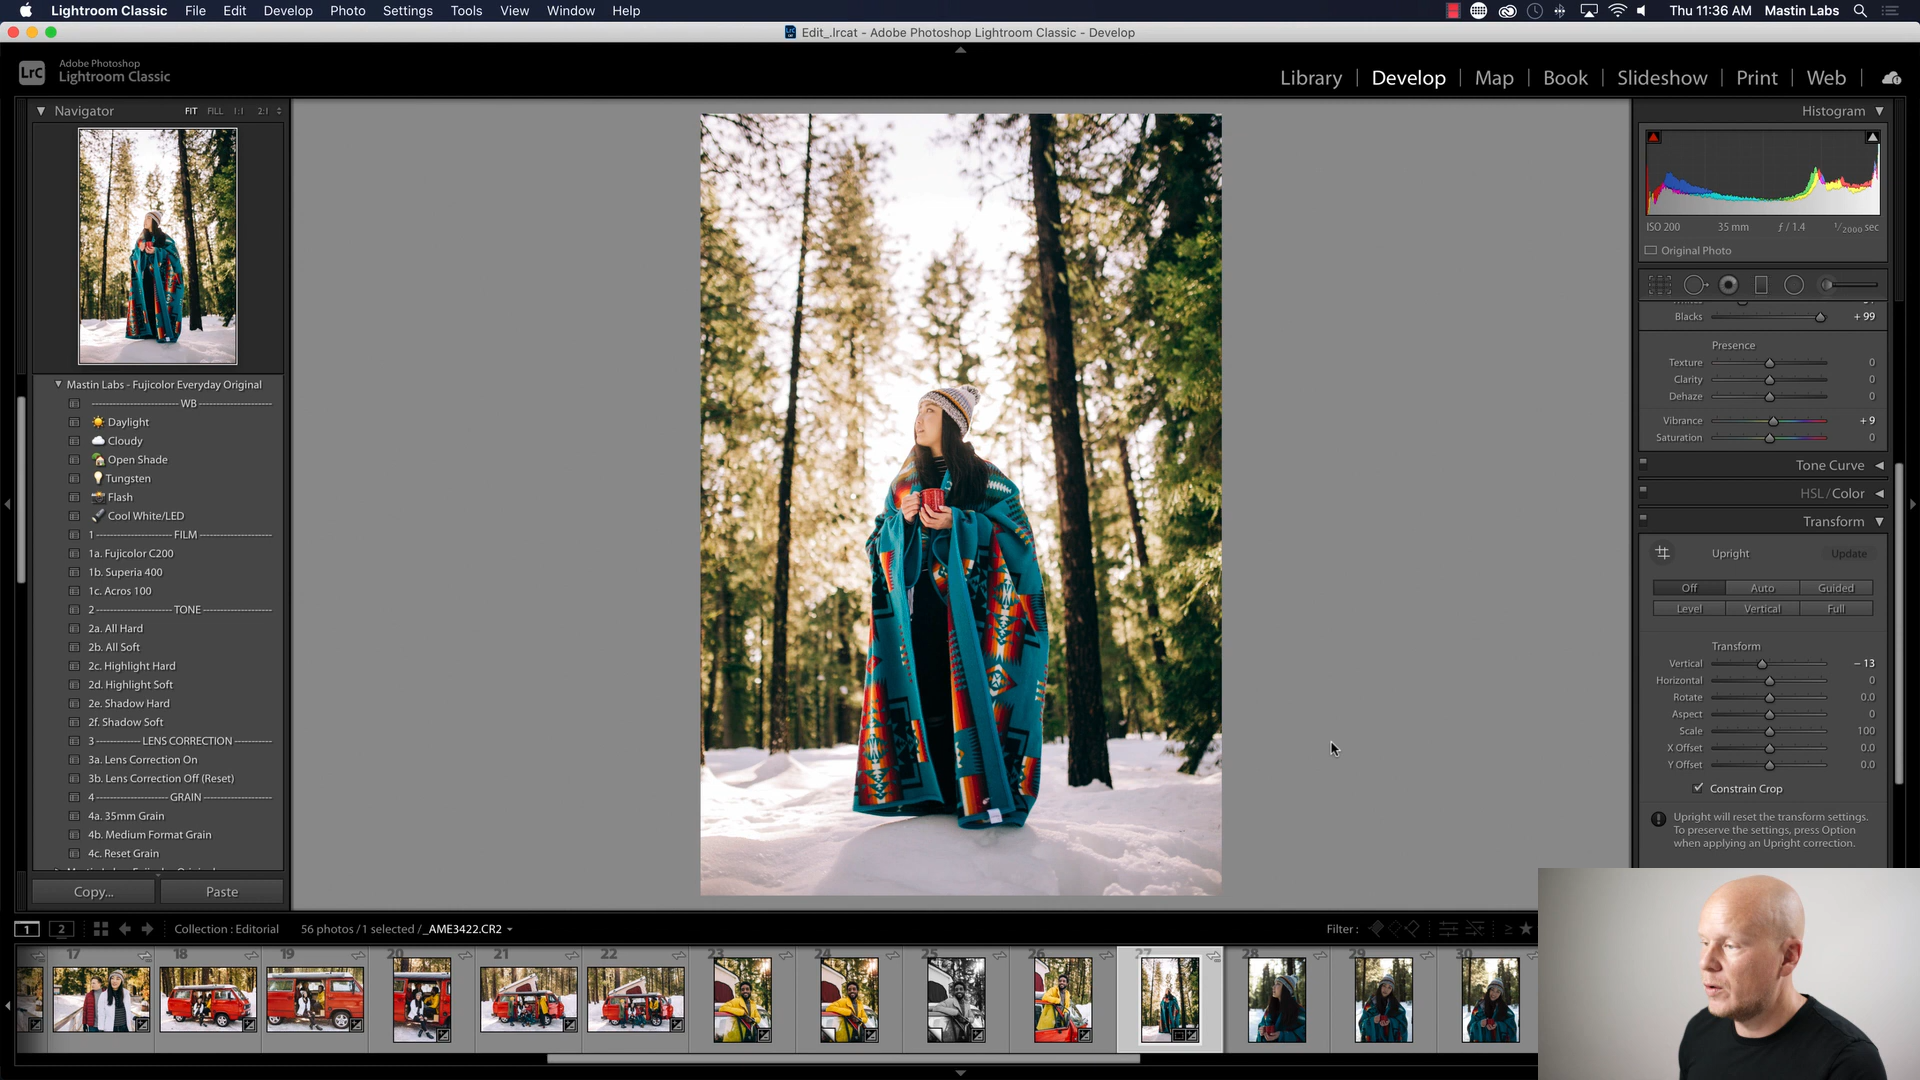 Lightroom Classic File Edit Develop Photo Settings Tools View Window Help Thu 11:36 AM Mastin Labs
Edit_.lrcat - Adobe Photoshop Lightroom Classic - Develop
LrC
Adobe Photoshop
Lightroom Classic
Library | Develop | Map | Book | Slideshow | Print | Web
Navigator FIT FILL 1:1 2:1
Mastin Labs - Fujicolor Everyday Original
WB
Daylight
Cloudy
Open Shade
Tungsten
Flash
Cool White/LED
1 FILM
1a. Fujicolor C200
1b. Superia 400
1c. Acros 100
2 TONE
2a. All Hard
2b. All Soft
2c. Highlight Hard
2d. Highlight Soft
2e. Shadow Hard
2f. Shadow Soft
3 LENS CORRECTION
3a. Lens Correction On
3b. Lens Correction Off (Reset)
4 GRAIN
4a. 35mm Grain
4b. Medium Format Grain
4c. Reset Grain
Copy... Paste
Histogram
ISO 200 35 mm ƒ / 1.4 1/2000 sec
Original Photo
Blacks + 99
Presence
Texture 0
Clarity 0
Dehaze 0
Vibrance + 9
Saturation 0
Tone Curve
HSL / Color
Transform
Upright Update
Off Auto Guided
Level Vertical Full
Transform
Vertical – 13
Horizontal 0
Rotate 0.0
Aspect 0
Scale 100
X Offset 0.0
Y Offset 0.0
Constrain Crop
Upright will reset the transform settings.
To preserve the settings, press Option
when applying an Upright correction.
1 2 Collection : Editorial 56 photos / 1 selected / _AME3422.CR2 Filter : ≥
17 18 19 20 21 22 23 24 25 26 27 28 29 30